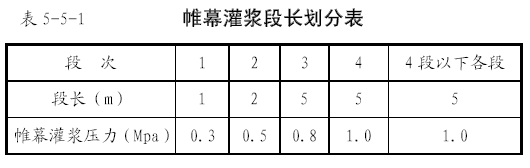 表5-5-1 帷幕灌浆段长划分表
段 次 1 2 3 4 4段以下各段
段长(m) 1 2 5 5 5
帷幕灌浆压力(Mpa) 0.3 0.5 0.8 1.0 1.0